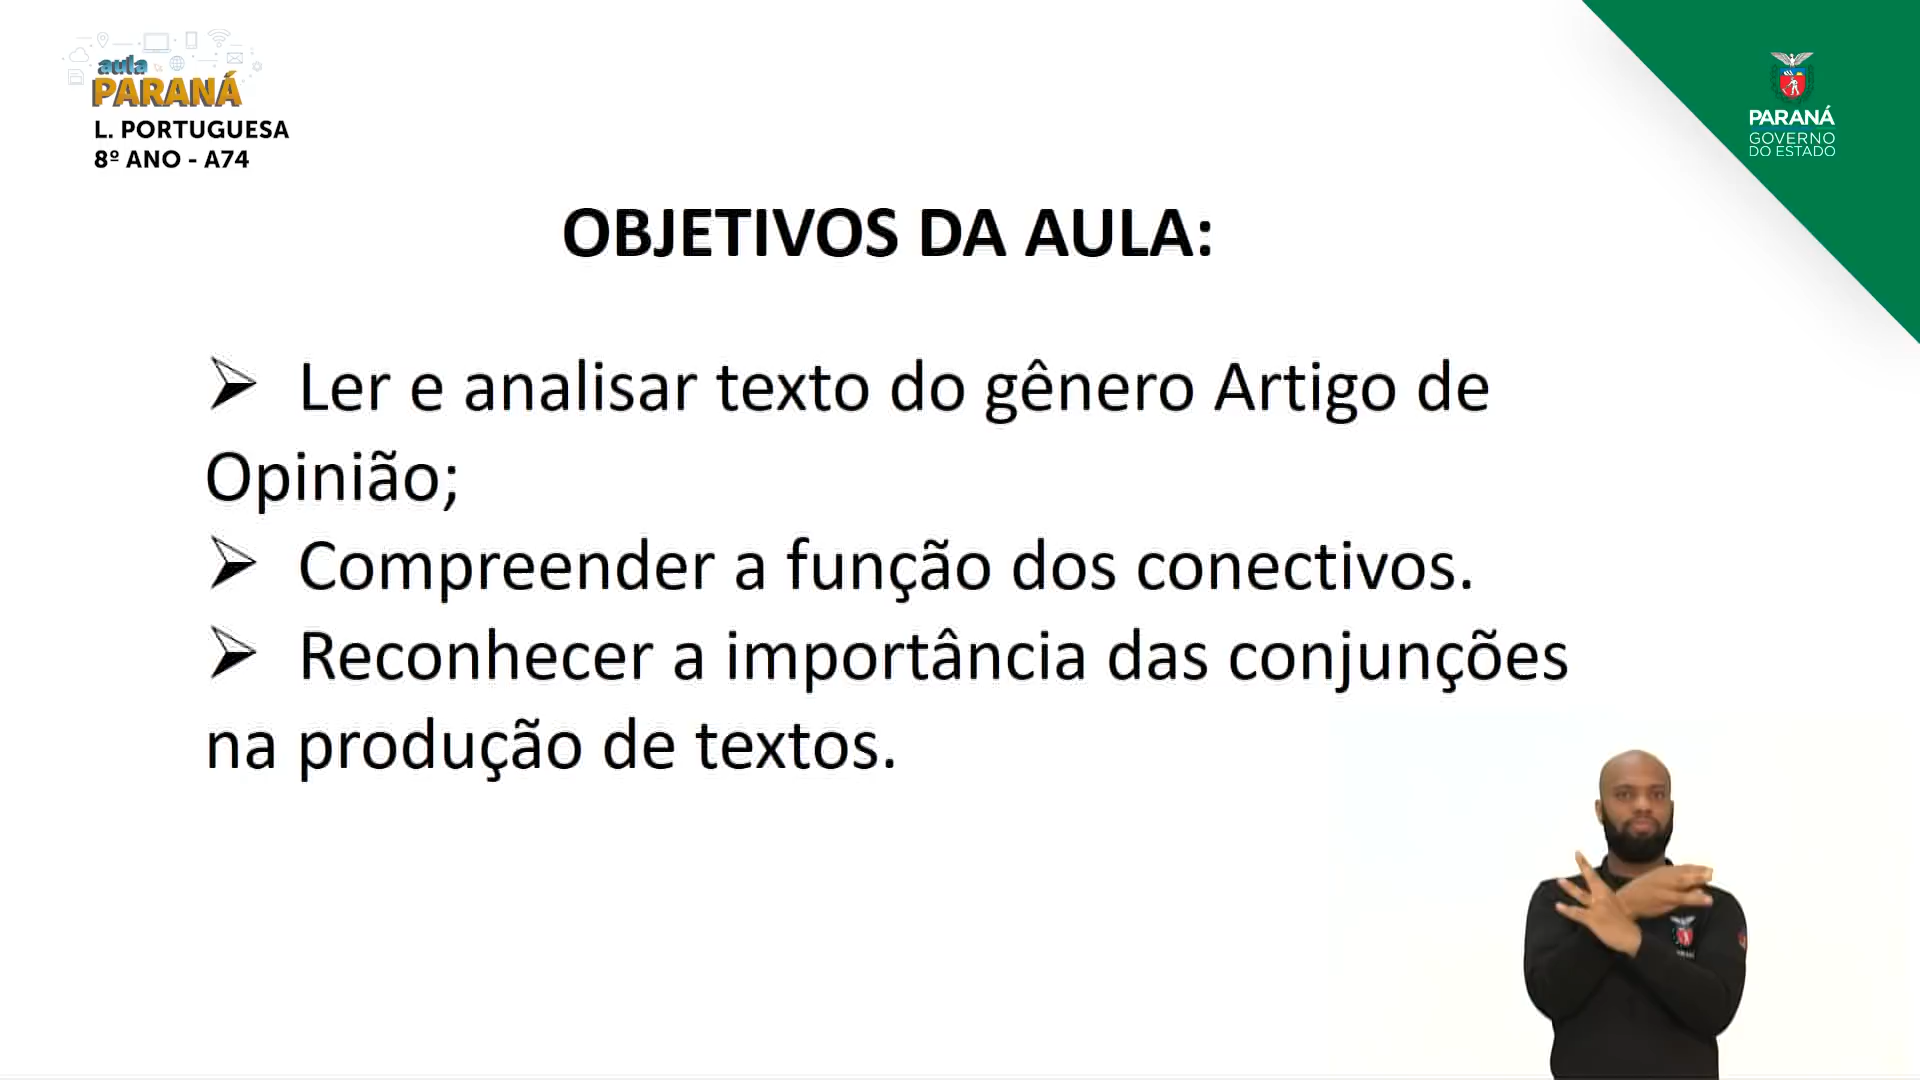 aula
PARANÁ
L. PORTUGUESA
8º ANO - A74
PARANÁ
GOVERNO
DO ESTADO
OBJETIVOS DA AULA:
➢ Ler e analisar texto do gênero Artigo de
Opinião;
➢ Compreender a função dos conectivos.
➢ Reconhecer a importância das conjunções
na produção de textos.